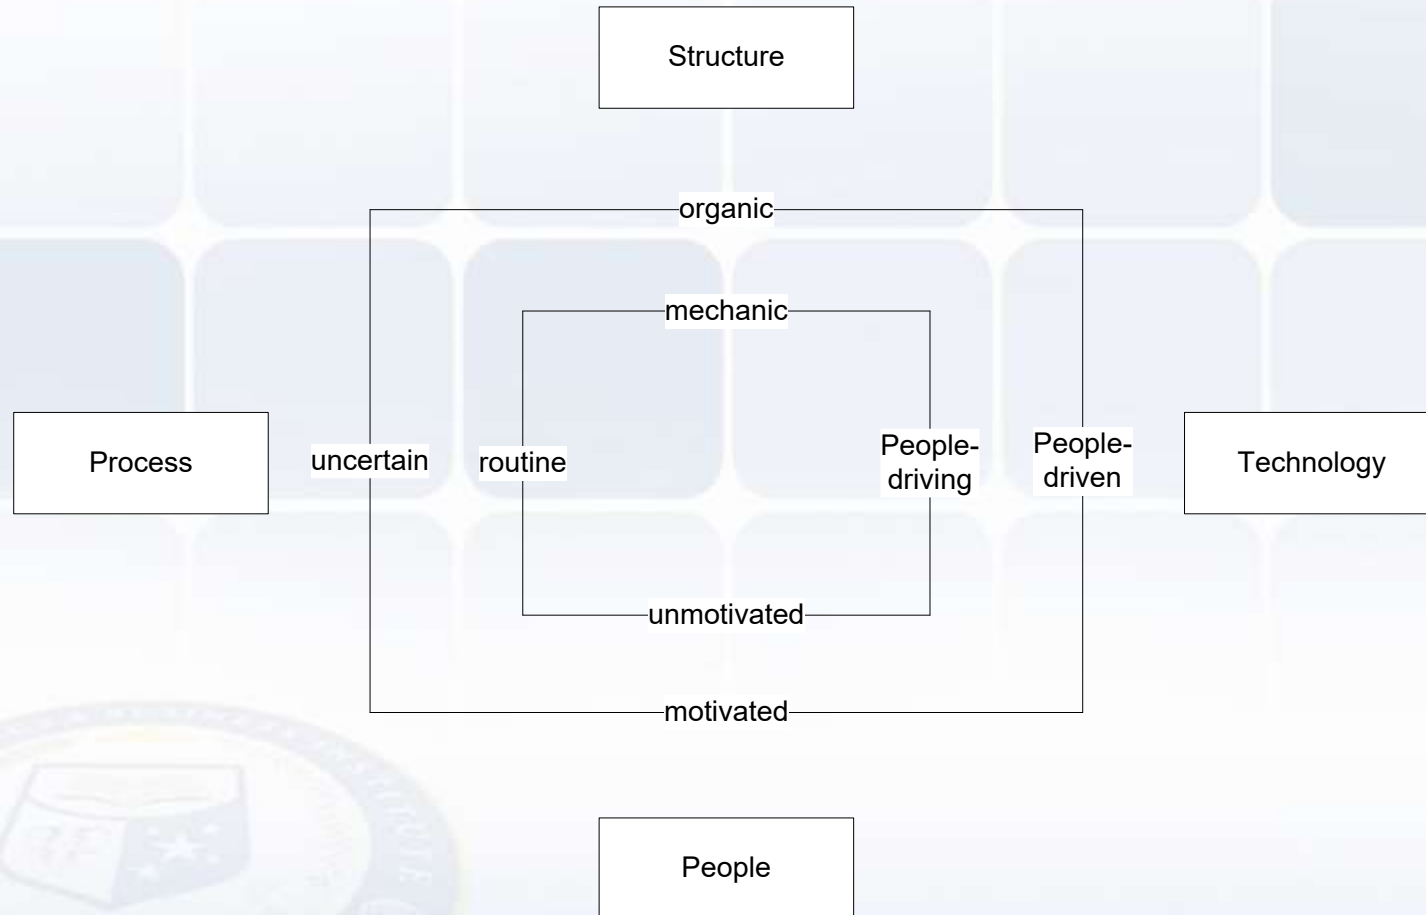 Structure
organic
mechanic
Process
uncertain
routine
People-
driving
People-
driven
Technology
unmotivated
motivated
People